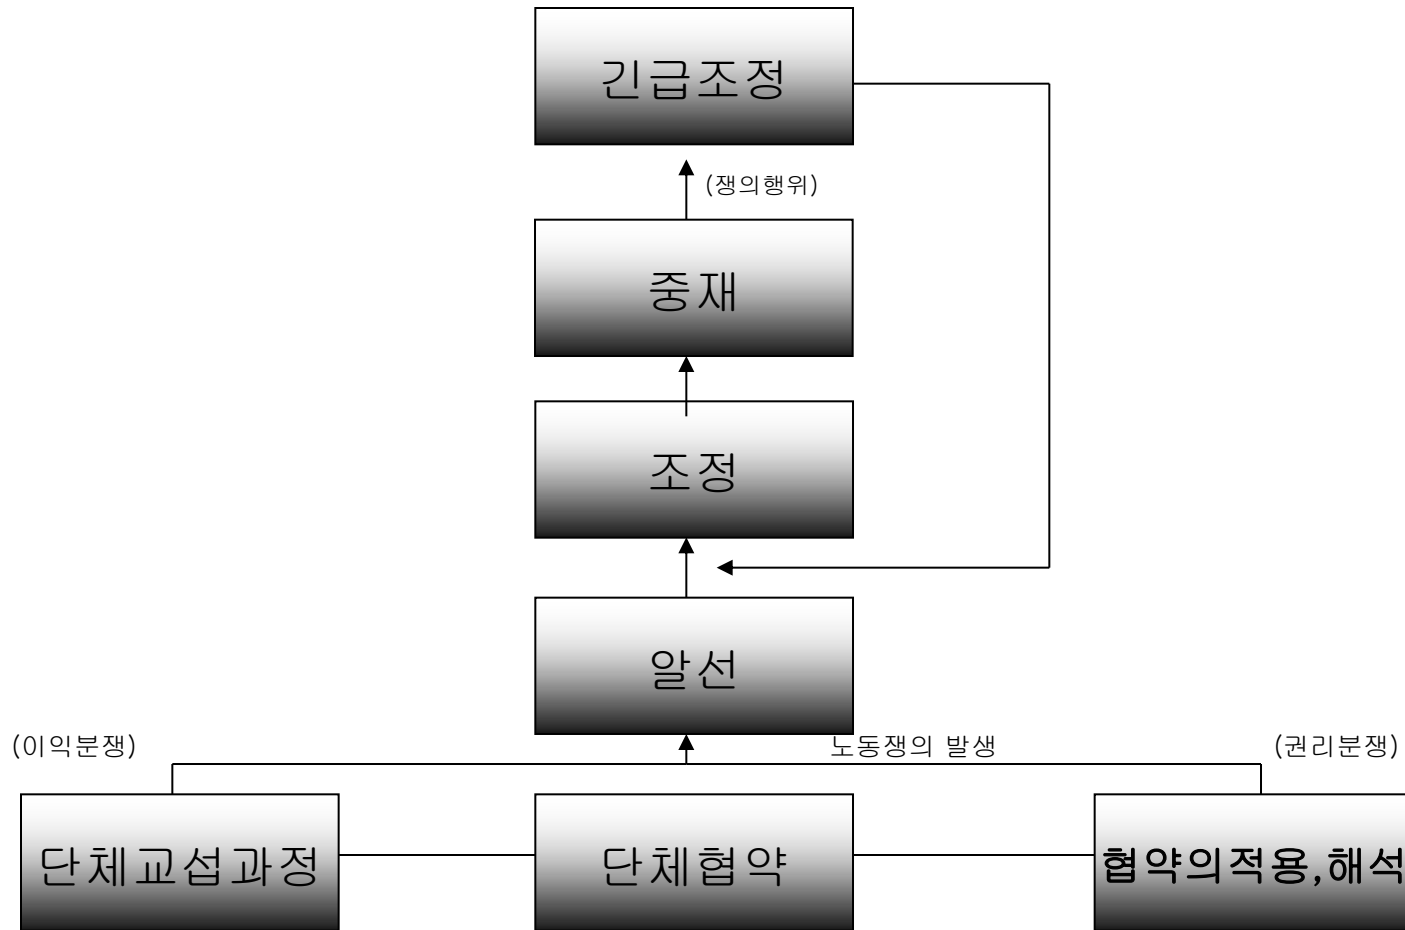 긴급조정
(쟁의행위)
중재
조정
알선
(이익분쟁)
노동쟁의 발생
(권리분쟁)
단체교섭과정
단체협약
협약의적용,해석